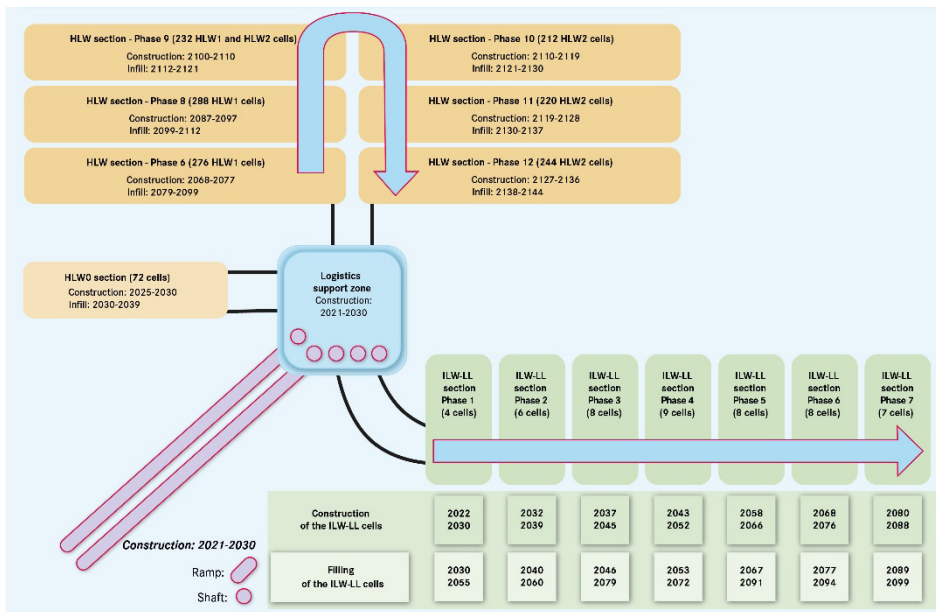 HLW section - Phase 9 (232 HLW1 and HLW2 cells)
Construction: 2100-2110
Infill: 2112-2121
HLW section - Phase 10 (212 HLW2 cells)
Construction: 2110-2119
Infill: 2121-2130
HLW section - Phase 8 (288 HLW1 cells)
Construction: 2087-2097
Infill: 2099-2112
HLW section - Phase 11 (220 HLW2 cells)
Construction: 2119-2128
Infill: 2130-2137
HLW section - Phase 6 (276 HLW1 cells)
Construction: 2068-2077
Infill: 2079-2099
HLW section - Phase 12 (244 HLW2 cells)
Construction: 2127-2136
Infill: 2138-2144
HLW0 section (72 cells)
Construction: 2025-2030
Infill: 2030-2039
Logistics
support zone
Construction:
2021-2030
ILW-LL
section
Phase 1
(4 cells)
ILW-LL
section
Phase 2
(6 cells)
ILW-LL
section
Phase 3
(8 cells)
ILW-LL
section
Phase 4
(9 cells)
ILW-LL
section
Phase 5
(8 cells)
ILW-LL
section
Phase 6
(8 cells)
ILW-LL
section
Phase 7
(7 cells)
Construction
of the ILW-LL cells
2022
2030
2032
2039
2037
2045
2043
2052
2058
2066
2068
2076
2080
2088
Filling
of the ILW-LL cells
2030
2055
2040
2060
2046
2079
2053
2072
2067
2091
2077
2094
2089
2099
Construction: 2021-2030
Ramp:
Shaft: